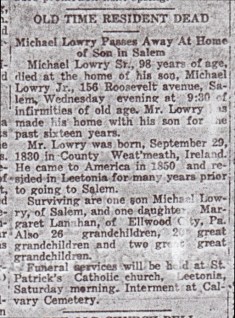 OLD TIME RESIDENT DEAD
Michael Lowry Passes Away At Home
of Son in Salem
Michael Lowry Sr., 98 years of age,
died at the home of his son, Michael
Lowry Jr., 156 Roosevelt avenue, Sa-
lem, Wednesday evening at 9:30 of
infirmities of old age. Mr. Lowry has
made his home with his son for the
past sixteen years.
Mr. Lowry was born, September 29,
1830 in County Weat'meath, Ireland.
He came to America in 1850 and re-
sided in Leetonia for many years prior
to going to Salem.
Surviving are one son Michael Low-
ry, of Salem, and one daughter, Mar-
garet Lanahan, of Ellwood City, Pa.
Also 26 grandchildren, great
grandchildren and two great great
grandchildren.
Funeral services will be held at St.
Patrick's Catholic church, Leetonia,
Saturday morning. Interment at Cal-
vary Cemetery.